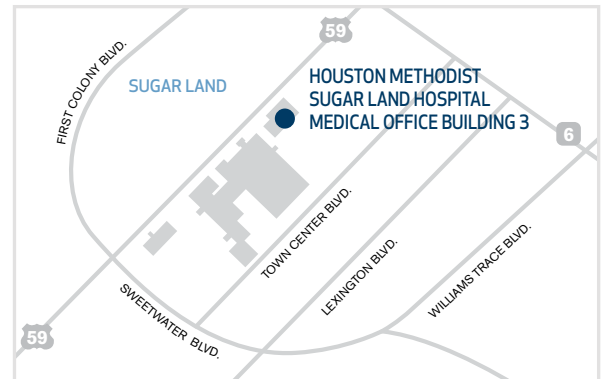 59
FIRST COLONY BLVD.
SUGAR LAND
HOUSTON METHODIST
SUGAR LAND HOSPITAL
MEDICAL OFFICE BUILDING 3
6
TOWN CENTER BLVD.
LEXINGTON BLVD.
WILLIAMS TRACE BLVD.
SWEETWATER BLVD.
59